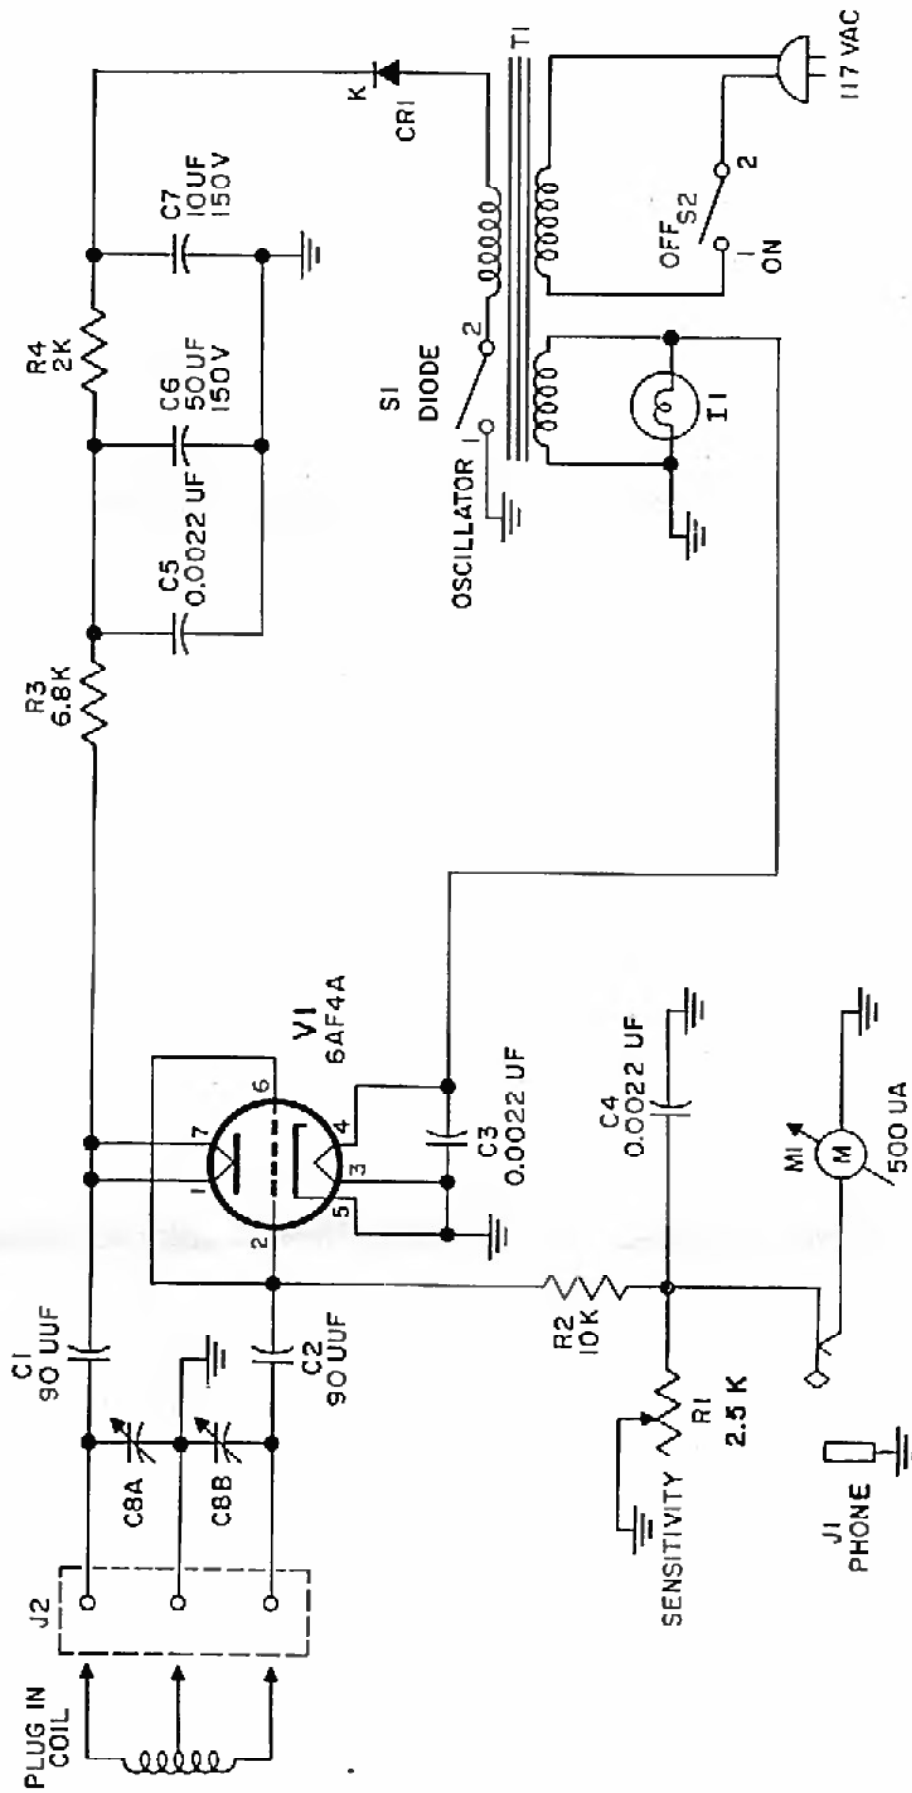 PLUG IN
COIL
J2
C8A
C8B
C1
90 UUF
C2
90 UUF
1
7
2
6
5
3
4
V1
6AF4A
C3
0.0022 UF
R3
6.8K
C5
0.0022 UF
R4
2K
C6
50UF
150V
C7
10UF
150V
K
CR1
S1
OSCILLATOR
DIODE
1
2
T1
I1
OFF
S2
1
ON
2
117 VAC
R2
10K
C4
0.0022 UF
R1
2.5K
SENSITIVITY
J1
PHONE
M1
M
500 UA